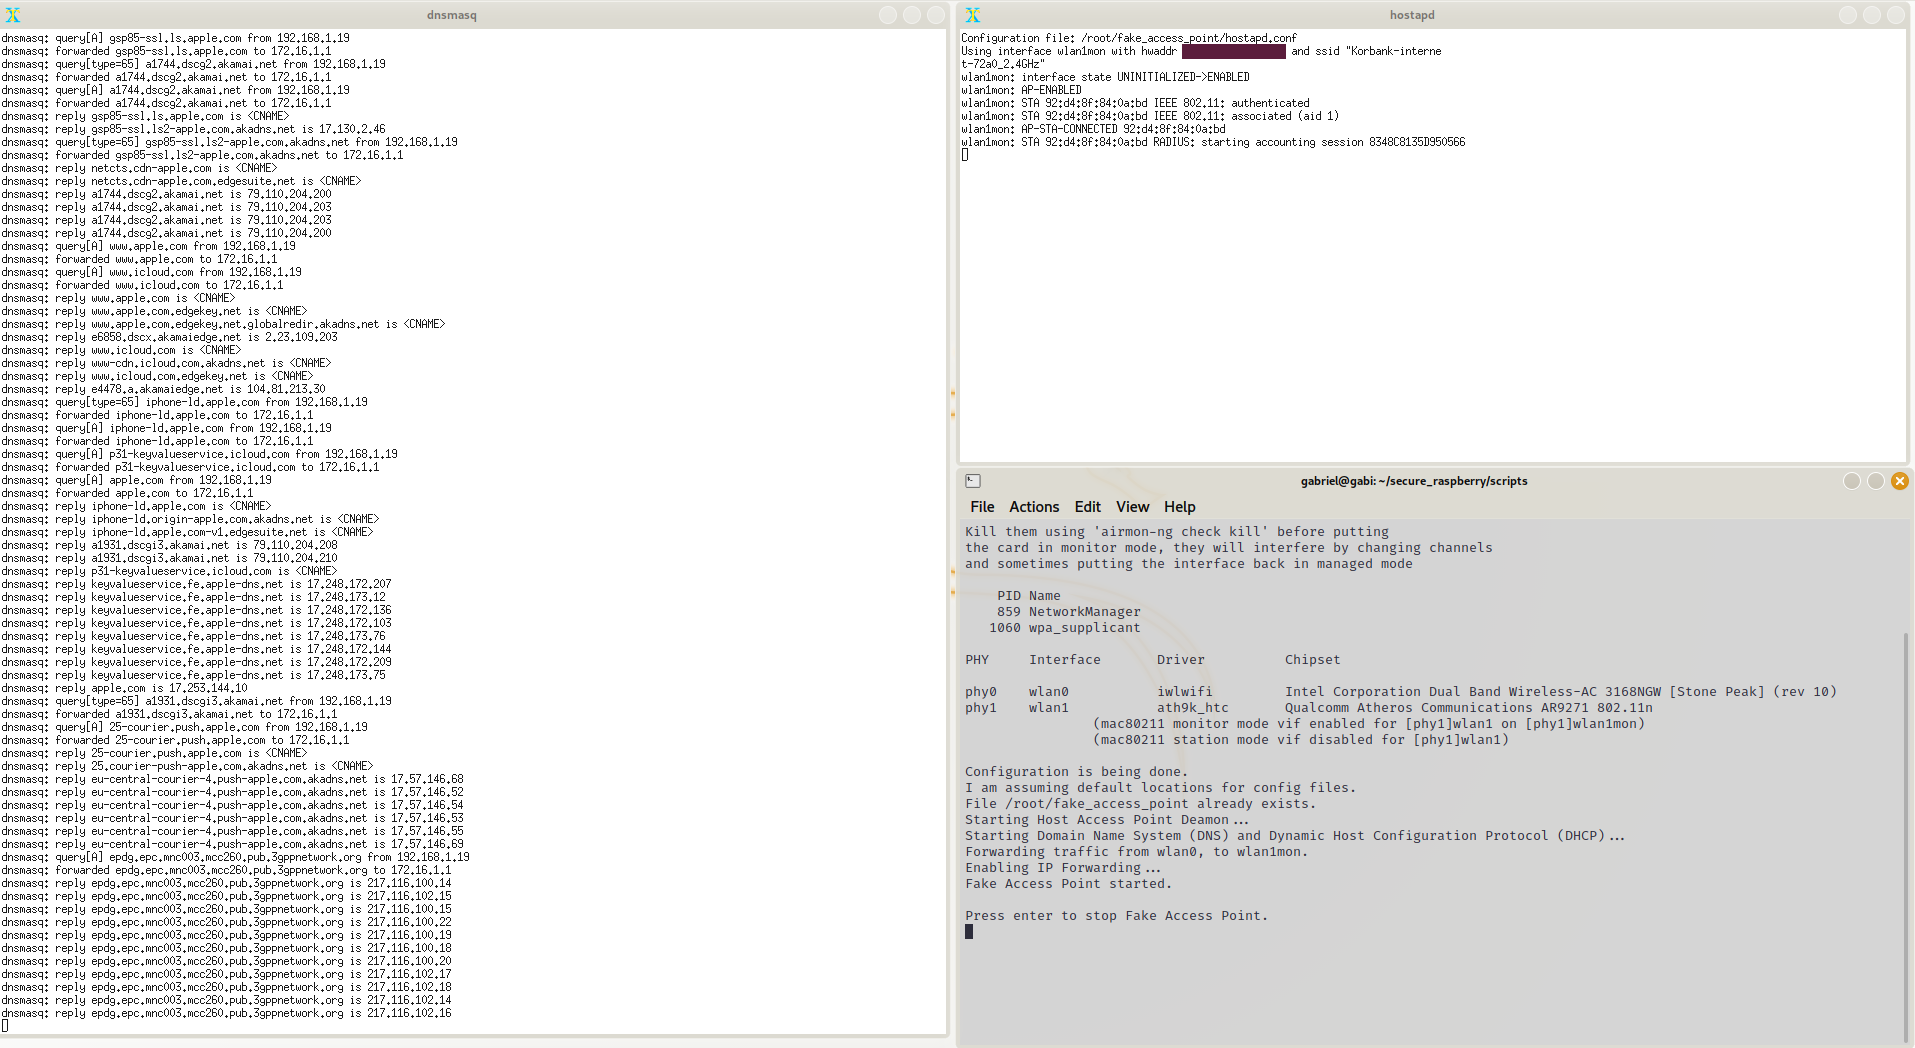 dnsmasq
dnsmasq: query[A] gsp85-ssl.ls.apple.com from 192.168.1.19
dnsmasq: forwarded gsp85-ssl.ls.apple.com to 172.16.1.1
dnsmasq: query[type=65] a1744.dscg2.akamai.net from 192.168.1.19
dnsmasq: forwarded a1744.dscg2.akamai.net to 172.16.1.1
dnsmasq: query[A] a1744.dscg2.akamai.net from 192.168.1.19
dnsmasq: forwarded a1744.dscg2.akamai.net to 172.16.1.1
dnsmasq: reply gsp85-ssl.ls.apple.com is <CNAME>
dnsmasq: reply gsp85-ssl.ls2-apple.com.akadns.net is 17.130.2.46
dnsmasq: query[type=65] gsp85-ssl.ls2-apple.com.akadns.net from 192.168.1.19
dnsmasq: forwarded gsp85-ssl.ls2-apple.com.akadns.net to 172.16.1.1
dnsmasq: reply netcts.cdn-apple.com is <CNAME>
dnsmasq: reply netcts.cdn-apple.com.edgesuite.net is <CNAME>
dnsmasq: reply a1744.dscg2.akamai.net is 79.110.204.200
dnsmasq: reply a1744.dscg2.akamai.net is 79.110.204.203
dnsmasq: reply a1744.dscg2.akamai.net is 79.110.204.203
dnsmasq: reply a1744.dscg2.akamai.net is 79.110.204.200
dnsmasq: query[A] www.apple.com from 192.168.1.19
dnsmasq: forwarded www.apple.com to 172.16.1.1
dnsmasq: query[A] www.icloud.com from 192.168.1.19
dnsmasq: forwarded www.icloud.com to 172.16.1.1
dnsmasq: reply www.apple.com is <CNAME>
dnsmasq: reply www.apple.com.edgekey.net is <CNAME>
dnsmasq: reply www.apple.com.edgekey.net.globalredir.akadns.net is <CNAME>
dnsmasq: reply e6858.dscx.akamaiedge.net is 2.23.109.203
dnsmasq: reply www.icloud.com is <CNAME>
dnsmasq: reply www-cdn.icloud.com.akadns.net is <CNAME>
dnsmasq: reply www.icloud.com.edgekey.net is <CNAME>
dnsmasq: reply e4478.a.akamaiedge.net is 104.81.213.30
dnsmasq: query[type=65] iphone-ld.apple.com from 192.168.1.19
dnsmasq: forwarded iphone-ld.apple.com to 172.16.1.1
dnsmasq: query[A] iphone-ld.apple.com from 192.168.1.19
dnsmasq: forwarded iphone-ld.apple.com to 172.16.1.1
dnsmasq: query[A] p31-keyvalueservice.icloud.com from 192.168.1.19
dnsmasq: forwarded p31-keyvalueservice.icloud.com to 172.16.1.1
dnsmasq: query[A] apple.com from 192.168.1.19
dnsmasq: forwarded apple.com to 172.16.1.1
dnsmasq: reply iphone-ld.apple.com is <CNAME>
dnsmasq: reply iphone-ld.origin-apple.com.akadns.net is <CNAME>
dnsmasq: reply iphone-ld.apple.com-v1.edgesuite.net is <CNAME>
dnsmasq: reply a1931.dscgi3.akamai.net is 79.110.204.208
dnsmasq: reply a1931.dscgi3.akamai.net is 79.110.204.210
dnsmasq: reply p31-keyvalueservice.icloud.com is <CNAME>
dnsmasq: reply keyvalueservice.fe.apple-dns.net is 17.248.172.207
dnsmasq: reply keyvalueservice.fe.apple-dns.net is 17.248.173.12
dnsmasq: reply keyvalueservice.fe.apple-dns.net is 17.248.172.136
dnsmasq: reply keyvalueservice.fe.apple-dns.net is 17.248.172.103
dnsmasq: reply keyvalueservice.fe.apple-dns.net is 17.248.173.76
dnsmasq: reply keyvalueservice.fe.apple-dns.net is 17.248.172.144
dnsmasq: reply keyvalueservice.fe.apple-dns.net is 17.248.172.209
dnsmasq: reply keyvalueservice.fe.apple-dns.net is 17.248.173.75
dnsmasq: reply apple.com is 17.253.144.10
dnsmasq: query[type=65] a1931.dscgi3.akamai.net from 192.168.1.19
dnsmasq: forwarded a1931.dscgi3.akamai.net to 172.16.1.1
dnsmasq: query[A] 25-courier.push.apple.com from 192.168.1.19
dnsmasq: forwarded 25-courier.push.apple.com to 172.16.1.1
dnsmasq: reply 25-courier.push.apple.com is <CNAME>
dnsmasq: reply 25.courier-push-apple.com.akadns.net is <CNAME>
dnsmasq: reply eu-central-courier-4.push-apple.com.akadns.net is 17.57.146.68
dnsmasq: reply eu-central-courier-4.push-apple.com.akadns.net is 17.57.146.52
dnsmasq: reply eu-central-courier-4.push-apple.com.akadns.net is 17.57.146.54
dnsmasq: reply eu-central-courier-4.push-apple.com.akadns.net is 17.57.146.53
dnsmasq: reply eu-central-courier-4.push-apple.com.akadns.net is 17.57.146.55
dnsmasq: reply eu-central-courier-4.push-apple.com.akadns.net is 17.57.146.69
dnsmasq: query[A] epdg.epc.mnc003.mcc260.pub.3gppnetwork.org from 192.168.1.19
dnsmasq: forwarded epdg.epc.mnc003.mcc260.pub.3gppnetwork.org to 172.16.1.1
dnsmasq: reply epdg.epc.mnc003.mcc260.pub.3gppnetwork.org is 217.116.100.14
dnsmasq: reply epdg.epc.mnc003.mcc260.pub.3gppnetwork.org is 217.116.102.15
dnsmasq: reply epdg.epc.mnc003.mcc260.pub.3gppnetwork.org is 217.116.100.15
dnsmasq: reply epdg.epc.mnc003.mcc260.pub.3gppnetwork.org is 217.116.100.22
dnsmasq: reply epdg.epc.mnc003.mcc260.pub.3gppnetwork.org is 217.116.100.19
dnsmasq: reply epdg.epc.mnc003.mcc260.pub.3gppnetwork.org is 217.116.100.18
dnsmasq: reply epdg.epc.mnc003.mcc260.pub.3gppnetwork.org is 217.116.100.20
dnsmasq: reply epdg.epc.mnc003.mcc260.pub.3gppnetwork.org is 217.116.102.17
dnsmasq: reply epdg.epc.mnc003.mcc260.pub.3gppnetwork.org is 217.116.102.18
dnsmasq: reply epdg.epc.mnc003.mcc260.pub.3gppnetwork.org is 217.116.102.14
dnsmasq: reply epdg.epc.mnc003.mcc260.pub.3gppnetwork.org is 217.116.102.16
hostapd
Configuration file: /root/fake_access_point/hostapd.conf
Using interface wlan1mon with hwaddr and ssid "Korbank-interne
t-72a0_2.4GHz"
wlan1mon: interface state UNINITIALIZED->ENABLED
wlan1mon: AP-ENABLED
wlan1mon: STA 92:d4:8f:84:0a:bd IEEE 802.11: authenticated
wlan1mon: STA 92:d4:8f:84:0a:bd IEEE 802.11: associated (aid 1)
wlan1mon: AP-STA-CONNECTED 92:d4:8f:84:0a:bd
wlan1mon: STA 92:d4:8f:84:0a:bd RADIUS: starting accounting session 8348C8135D950566
gabriel@gabi: ~/secure_raspberry/scripts
File Actions Edit View Help
Kill them using 'airmon-ng check kill' before putting
the card in monitor mode, they will interfere by changing channels
and sometimes putting the interface back in managed mode
PID Name
859 NetworkManager
1060 wpa_supplicant
PHY Interface Driver Chipset
phy0 wlan0 iwlwifi Intel Corporation Dual Band Wireless-AC 3168NGW [Stone Peak] (rev 10)
phy1 wlan1 ath9k_htc Qualcomm Atheros Communications AR9271 802.11n
(mac80211 monitor mode vif enabled for [phy1]wlan1 on [phy1]wlan1mon)
(mac80211 station mode vif disabled for [phy1]wlan1)
Configuration is being done.
I am assuming default locations for config files.
File /root/fake_access_point already exists.
Starting Host Access Point Deamon...
Starting Domain Name System (DNS) and Dynamic Host Configuration Protocol (DHCP)...
Forwarding traffic from wlan0, to wlan1mon.
Enabling IP Forwarding...
Fake Access Point started.
Press enter to stop Fake Access Point.